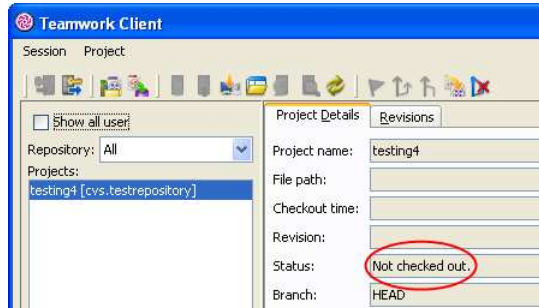 Teamwork Client
Session Project
Show all user
Repository: All
Projects:
testing4 [cvs.testrepository]
Project Details Revisions
Project name: testing4
File path:
Checkout time:
Revision:
Status: Not checked out.
Branch: HEAD